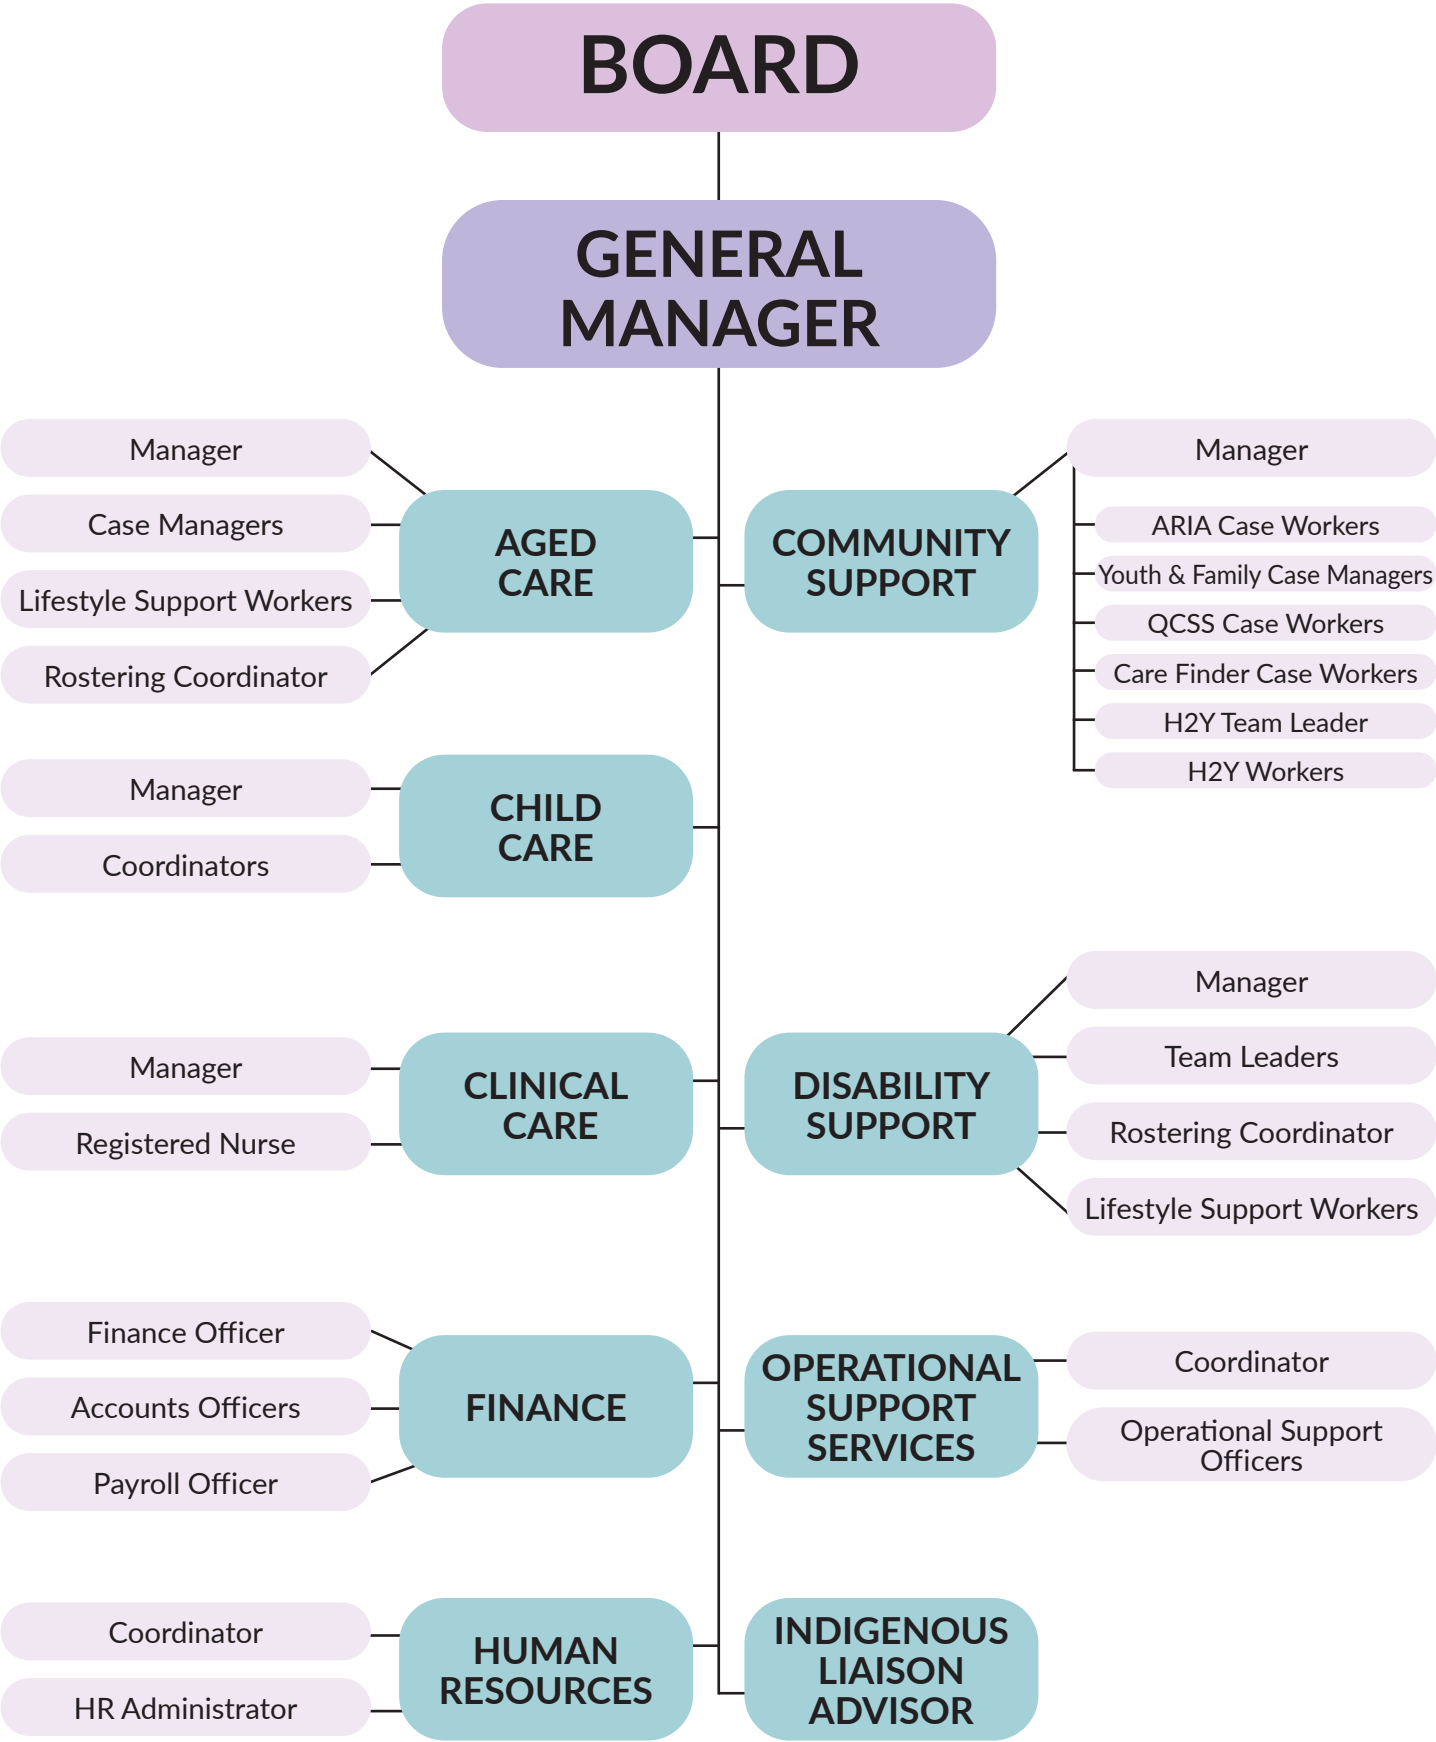 BOARD
GENERAL
MANAGER
Manager
Case Managers
Lifestyle Support Workers
Rostering Coordinator
AGED
CARE
COMMUNITY
SUPPORT
Manager
ARIA Case Workers
Youth & Family Case Managers
QCSS Case Workers
Care Finder Case Workers
H2Y Team Leader
H2Y Workers
Manager
Coordinators
CHILD
CARE
Manager
Registered Nurse
CLINICAL
CARE
DISABILITY
SUPPORT
Manager
Team Leaders
Rostering Coordinator
Lifestyle Support Workers
Finance Officer
Accounts Officers
Payroll Officer
FINANCE
OPERATIONAL
SUPPORT
SERVICES
Coordinator
Operational Support
Officers
Coordinator
HR Administrator
HUMAN
RESOURCES
INDIGENOUS
LIAISON
ADVISOR